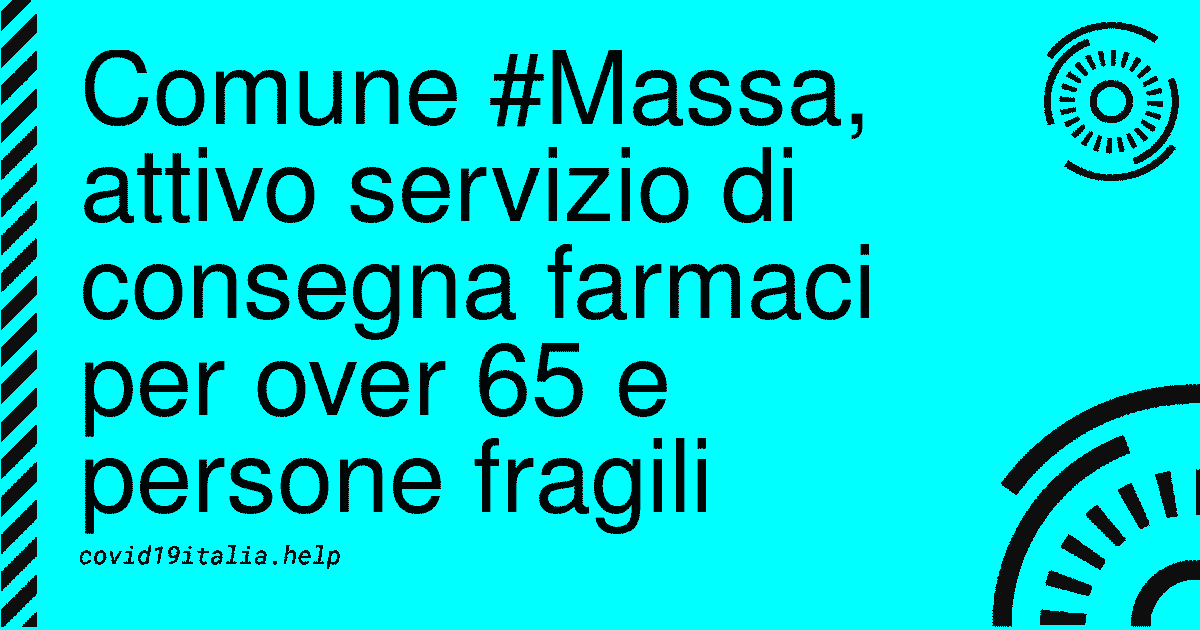 Comune #Massa,
attivo servizio di
consegna farmaci
per over 65 e
persone fragili
covid19italia.help